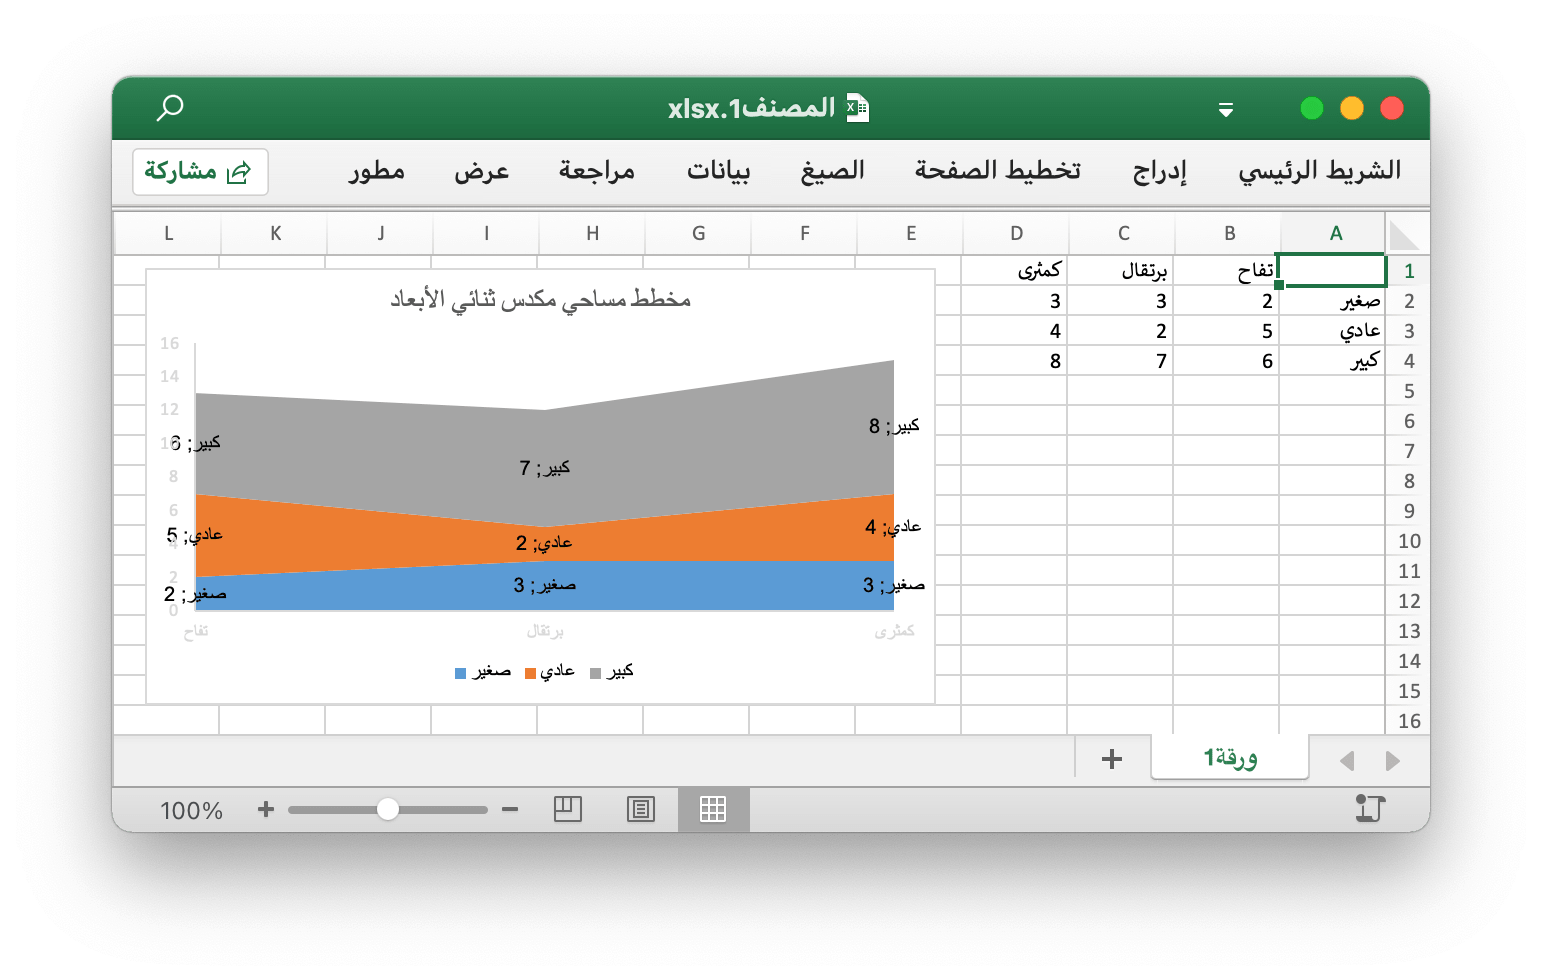 المصنف1.xlsx
الشريط الرئيسي إدراج تخطيط الصفحة الصيغ بيانات مراجعة عرض مطور مشاركة
A B C D E F G H I J K L
1 تفاح برتقال كمثرى
2 صغير 2 3 3
3 عادي 5 2 4
4 كبير 6 7 8
5
6
7
8
9
10
11
12
13
14
15
16
مخطط مساحي مكدس ثنائي الأبعاد
16
14
12
10
8
6
4
2
0
كبير; 6
كبير; 7
كبير; 8
عادي; 5
عادي; 2
عادي; 4
صغير; 2
صغير; 3
صغير; 3
تفاح برتقال كمثرى
صغير عادي كبير
ورقة1 +
100%